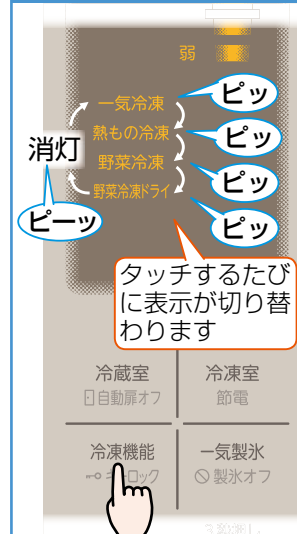 弱
一気冷凍 ピッ
熱もの冷凍 ピッ
消灯
野菜冷凍 ピッ
野菜冷凍ドライ
ピーッ ピッ
タッチするたび
に表示が切り替
わります
冷蔵室 冷凍室
自動扉オフ 節電
冷凍機能 一気製氷
ロック 製氷オフ